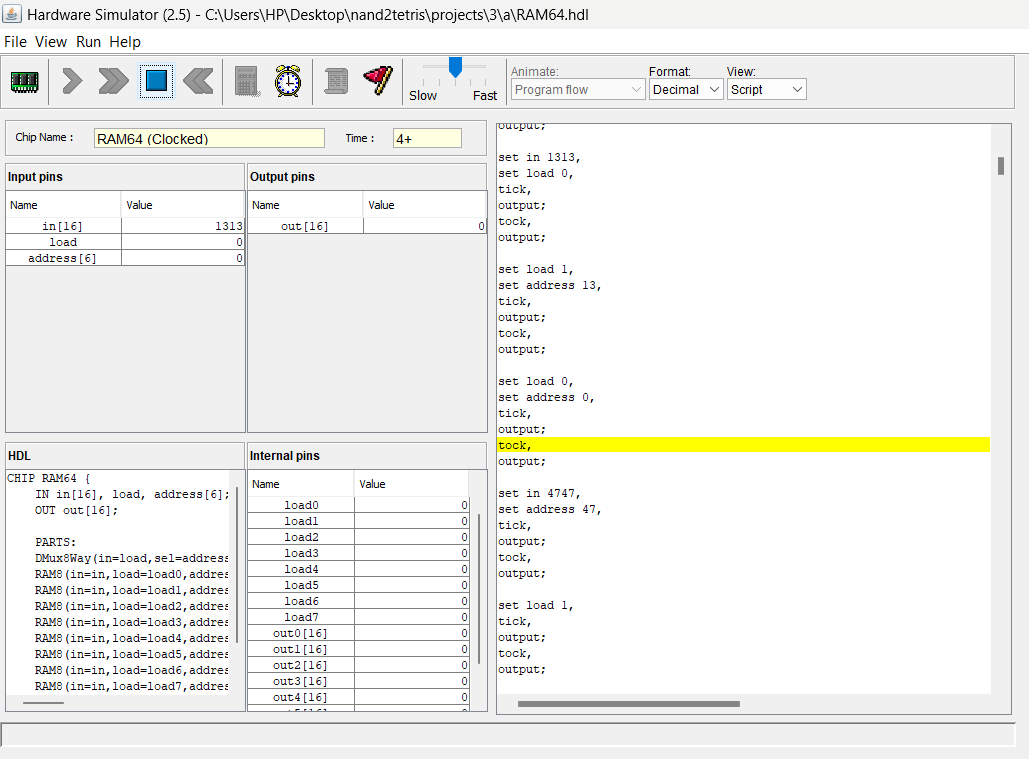 Hardware Simulator (2.5) - C:\Users\HP\Desktop\nand2tetris\projects\3\a\RAM64.hdl
File View Run Help
Slow Fast
Animate:
Program flow
Format:
Decimal
View:
Script
Chip Name :
RAM64 (Clocked)
Time :
4+
Input pins
Name Value
in[16] 1313
load 0
address[6] 0
Output pins
Name Value
out[16] 0
HDL
CHIP RAM64 {
IN in[16], load, address[6];
OUT out[16];
PARTS:
DMux8Way(in=load,sel=address
RAM8(in=in,load=load0,addres
RAM8(in=in,load=load1,addres
RAM8(in=in,load=load2,addres
RAM8(in=in,load=load3,addres
RAM8(in=in,load=load4,addres
RAM8(in=in,load=load5,addres
RAM8(in=in,load=load6,addres
RAM8(in=in,load=load7,addres
Internal pins
Name Value
load0 0
load1 0
load2 0
load3 0
load4 0
load5 0
load6 0
load7 0
out0[16] 0
out1[16] 0
out2[16] 0
out3[16] 0
out4[16] 0
output;
set in 1313,
set load 0,
tick,
output;
tock,
output;
set load 1,
set address 13,
tick,
output;
tock,
output;
set load 0,
set address 0,
tick,
output;
tock,
output;
set in 4747,
set address 47,
tick,
output;
tock,
output;
set load 1,
tick,
output;
tock,
output;